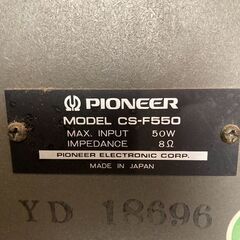 PIONEER
MODEL CS-F550
MAX. INPUT 50W
IMPEDANCE 8Ω
PIONEER ELECTRONIC CORP.
MADE IN JAPAN
YD 18696